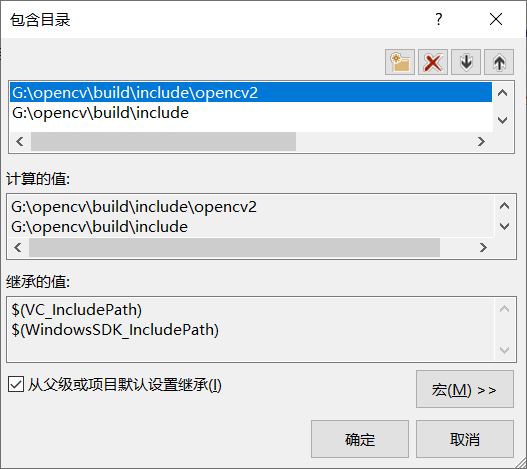 包含目录
?
G:\opencv\build\include\opencv2
G:\opencv\build\include
计算的值:
G:\opencv\build\include\opencv2
G:\opencv\build\include
继承的值:
$(VC_IncludePath)
$(WindowsSDK_IncludePath)
从父级或项目默认设置继承(I)
宏(M) >>
确定
取消